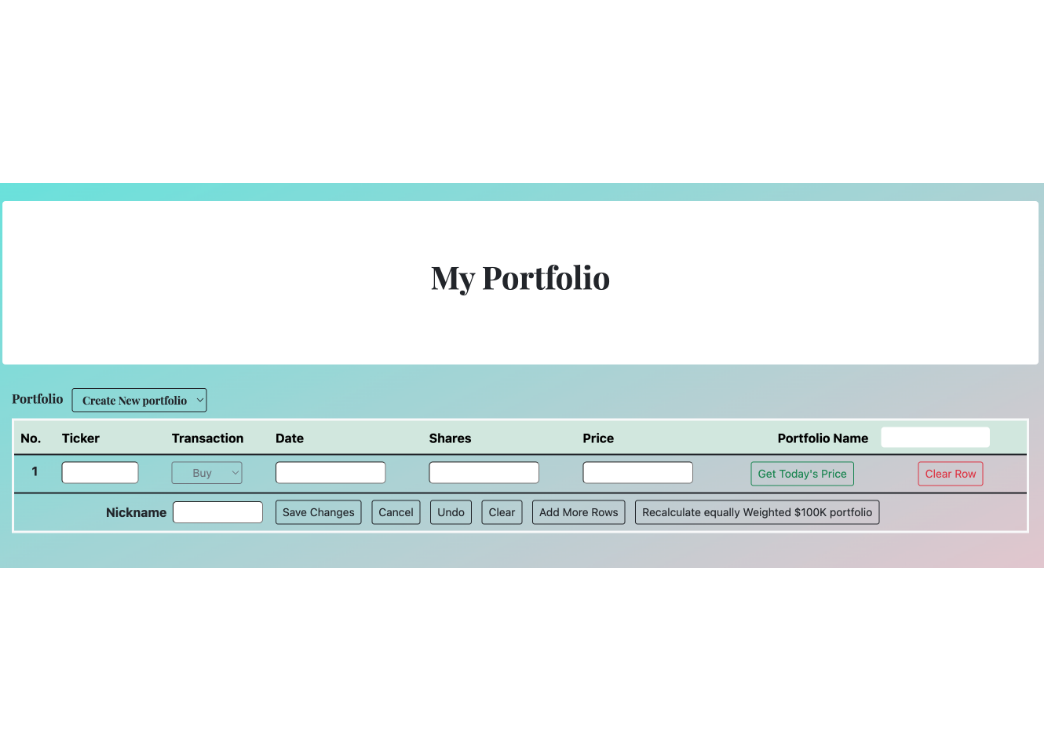 My Portfolio
Portfolio Create New portfolio
No. Ticker Transaction Date Shares Price Portfolio Name
1 Buy Get Today's Price Clear Row
Nickname Save Changes Cancel Undo Clear Add More Rows Recalculate equally Weighted $100K portfolio